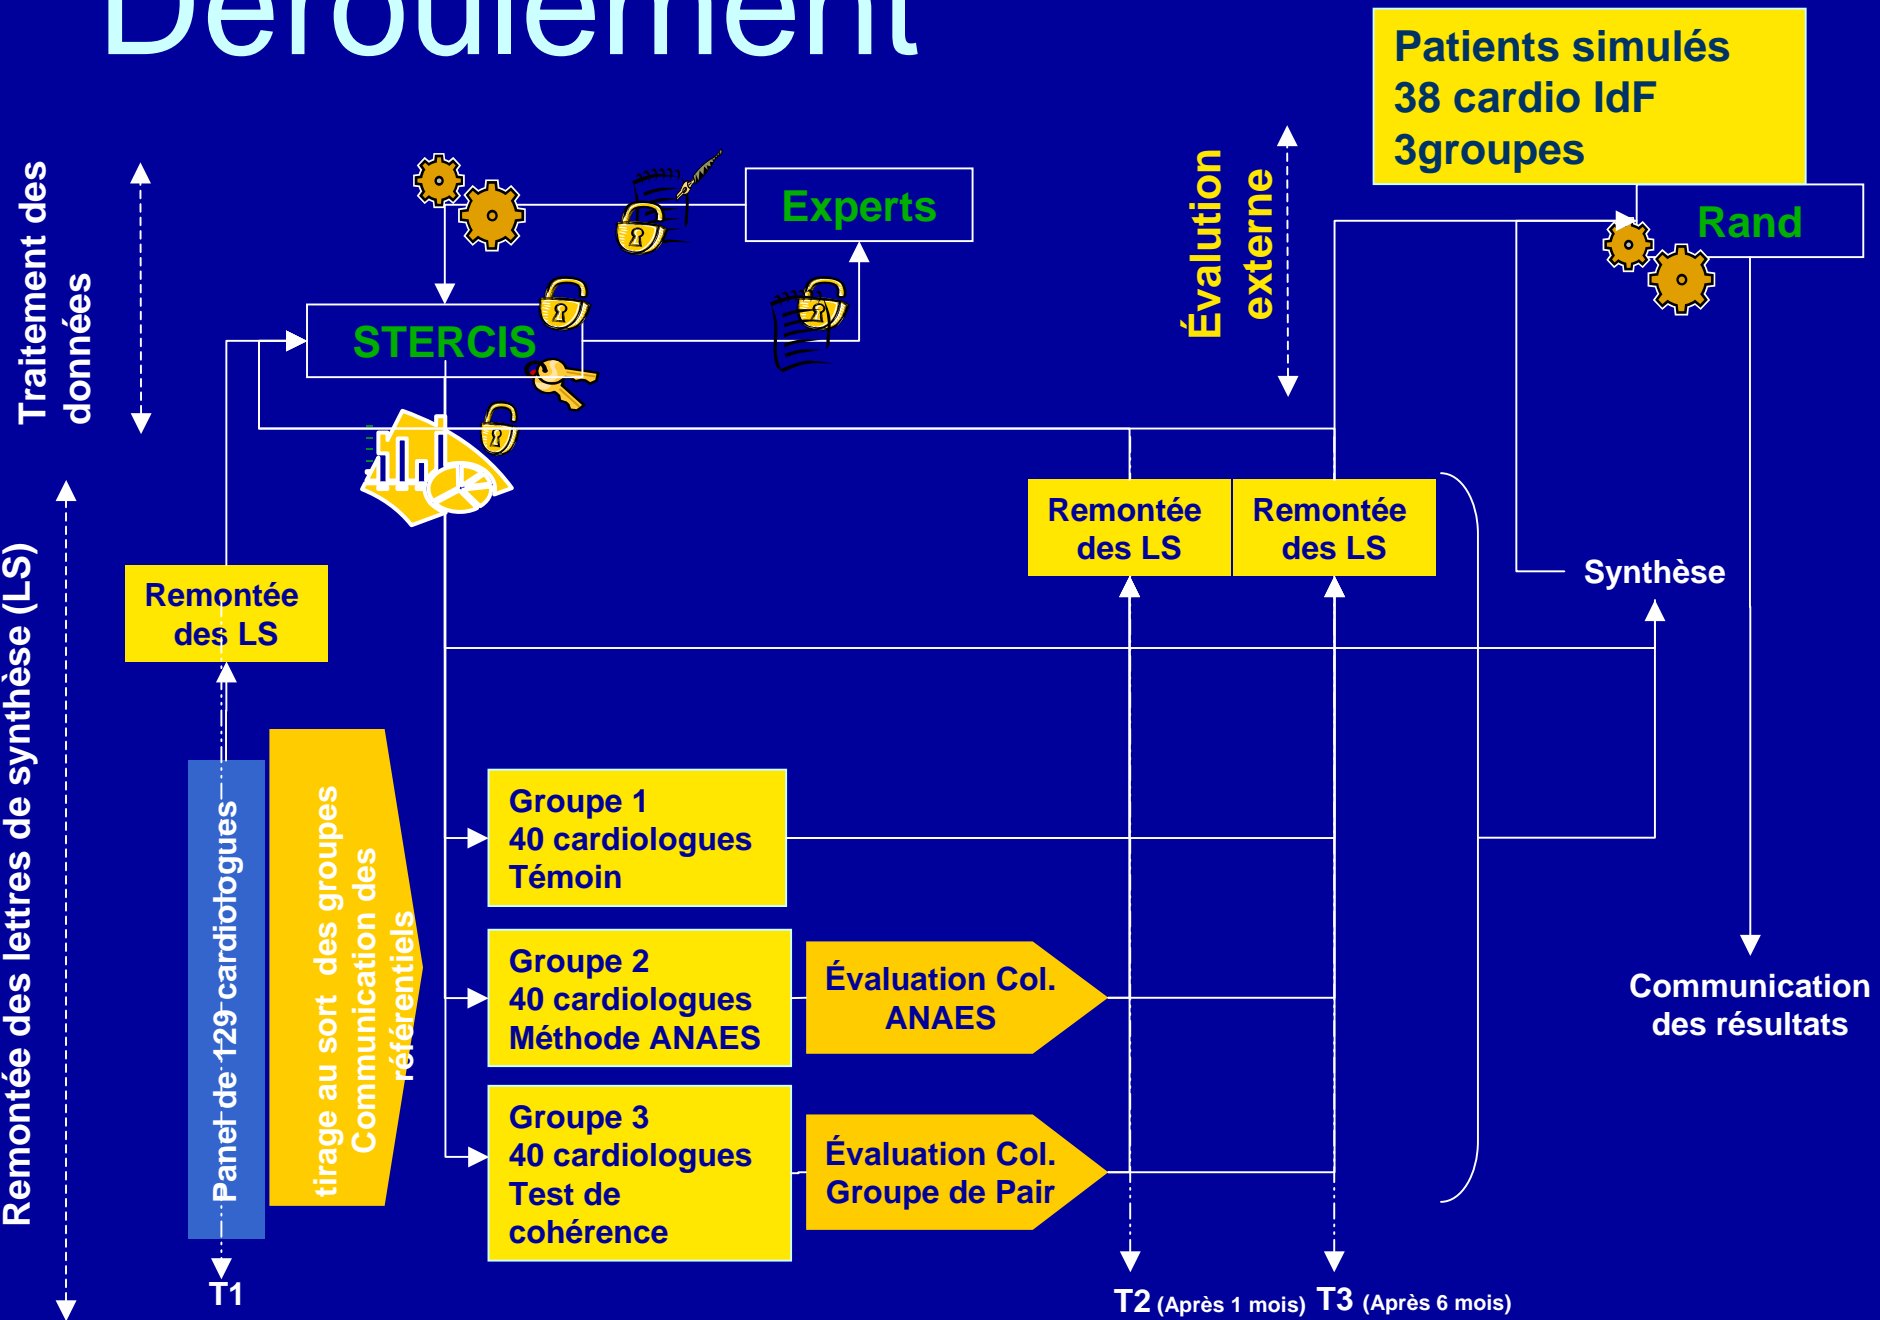 Déroulement
Patients simulés
38 cardio IdF
3groupes
Traitement des
données
Experts
Évalution
externe
Rand
STERCIS
Remontée des lettres de synthèse (LS)
Remontée
des LS
Remontée
des LS
Remontée
des LS
Synthèse
Panel de 129 cardiologues
tirage au sort des groupes
Communication des
référentiels
Groupe 1
40 cardiologues
Témoin
Groupe 2
40 cardiologues
Méthode ANAES
Évaluation Col.
ANAES
Groupe 3
40 cardiologues
Test de
cohérence
Évaluation Col.
Groupe de Pair
Communication
des résultats
T1
T2 (Après 1 mois)
T3 (Après 6 mois)